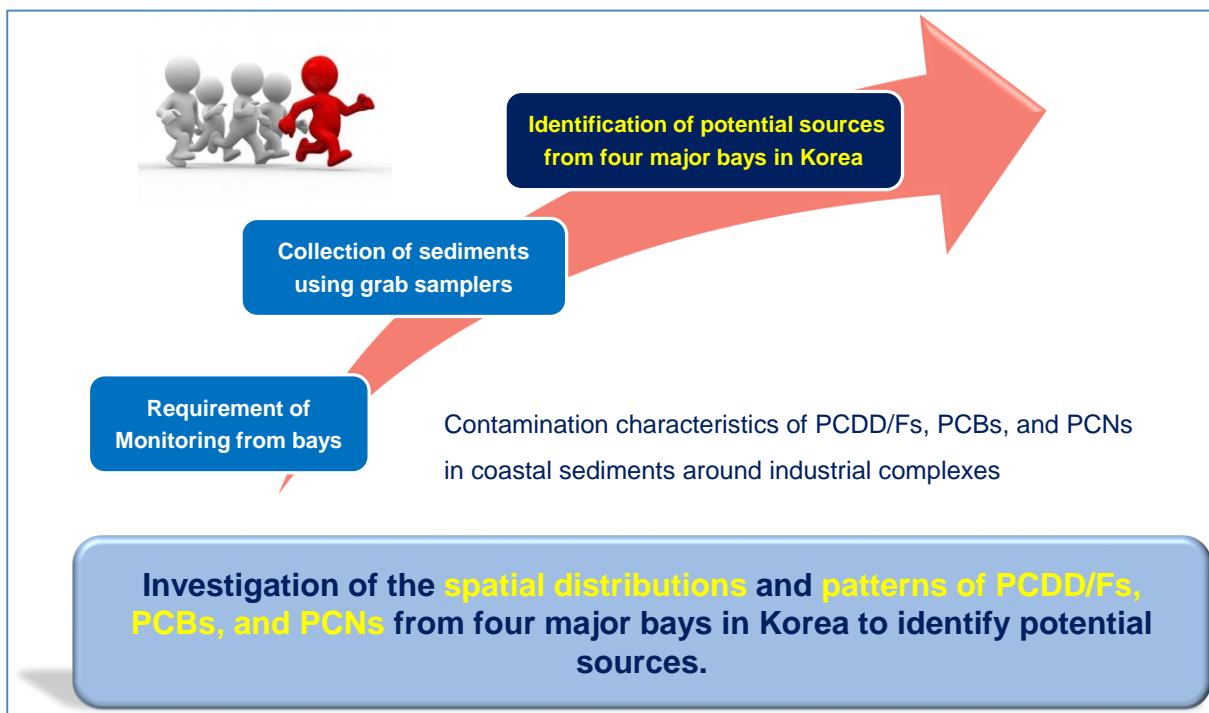 Identification of potential sources
from four major bays in Korea
Collection of sediments
using grab samplers
Requirement of
Monitoring from bays
Contamination characteristics of PCDD/Fs, PCBs, and PCNs
in coastal sediments around industrial complexes
Investigation of the spatial distributions and patterns of PCDD/Fs,
PCBs, and PCNs from four major bays in Korea to identify potential
sources.